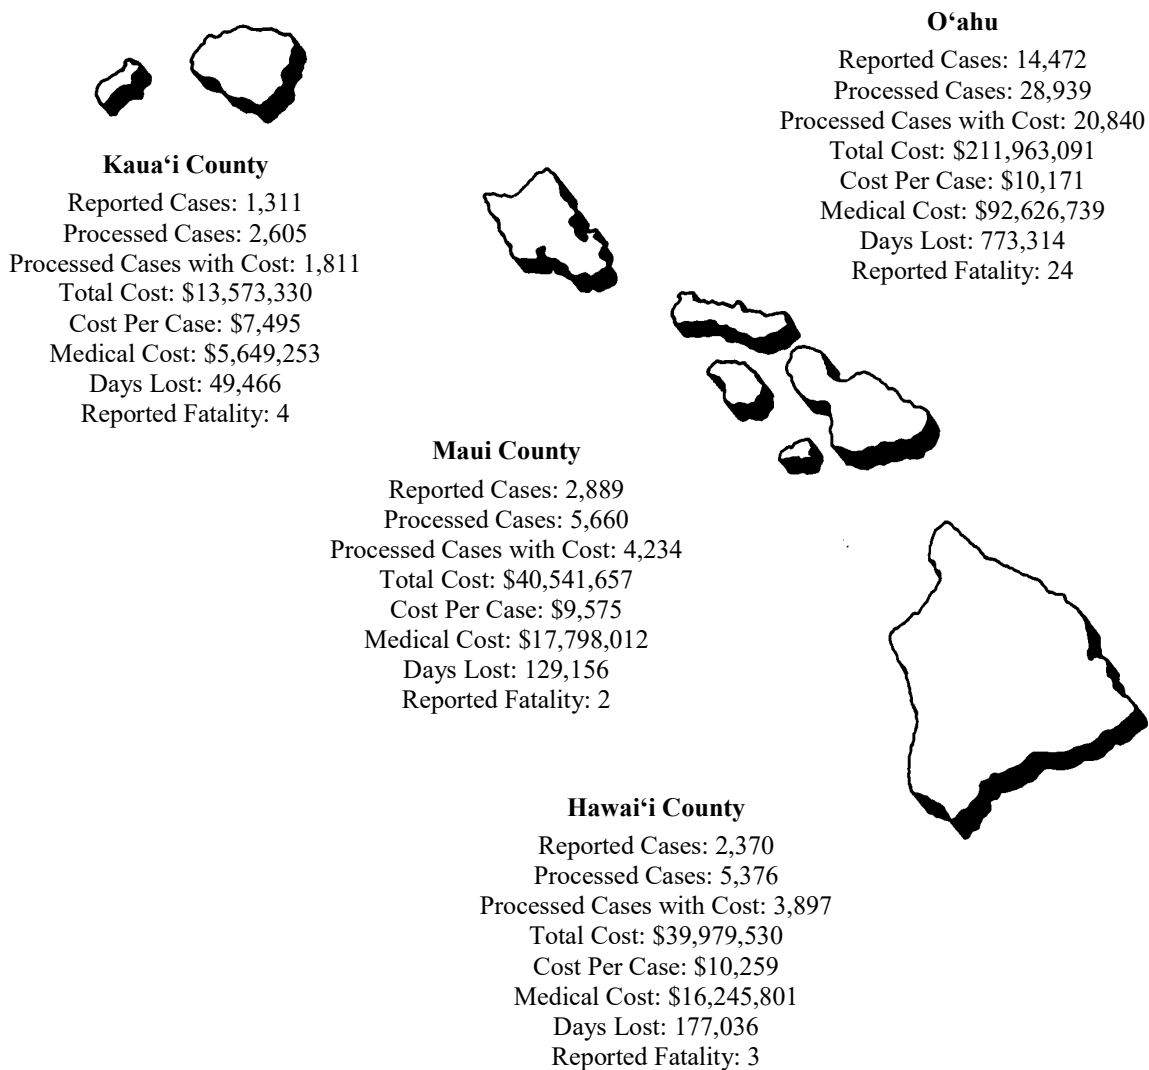 O‘ahu
Reported Cases: 14,472
Processed Cases: 28,939
Processed Cases with Cost: 20,840
Total Cost: $211,963,091
Cost Per Case: $10,171
Medical Cost: $92,626,739
Days Lost: 773,314
Reported Fatality: 24
Kaua‘i County
Reported Cases: 1,311
Processed Cases: 2,605
Processed Cases with Cost: 1,811
Total Cost: $13,573,330
Cost Per Case: $7,495
Medical Cost: $5,649,253
Days Lost: 49,466
Reported Fatality: 4
Maui County
Reported Cases: 2,889
Processed Cases: 5,660
Processed Cases with Cost: 4,234
Total Cost: $40,541,657
Cost Per Case: $9,575
Medical Cost: $17,798,012
Days Lost: 129,156
Reported Fatality: 2
Hawai‘i County
Reported Cases: 2,370
Processed Cases: 5,376
Processed Cases with Cost: 3,897
Total Cost: $39,979,530
Cost Per Case: $10,259
Medical Cost: $16,245,801
Days Lost: 177,036
Reported Fatality: 3